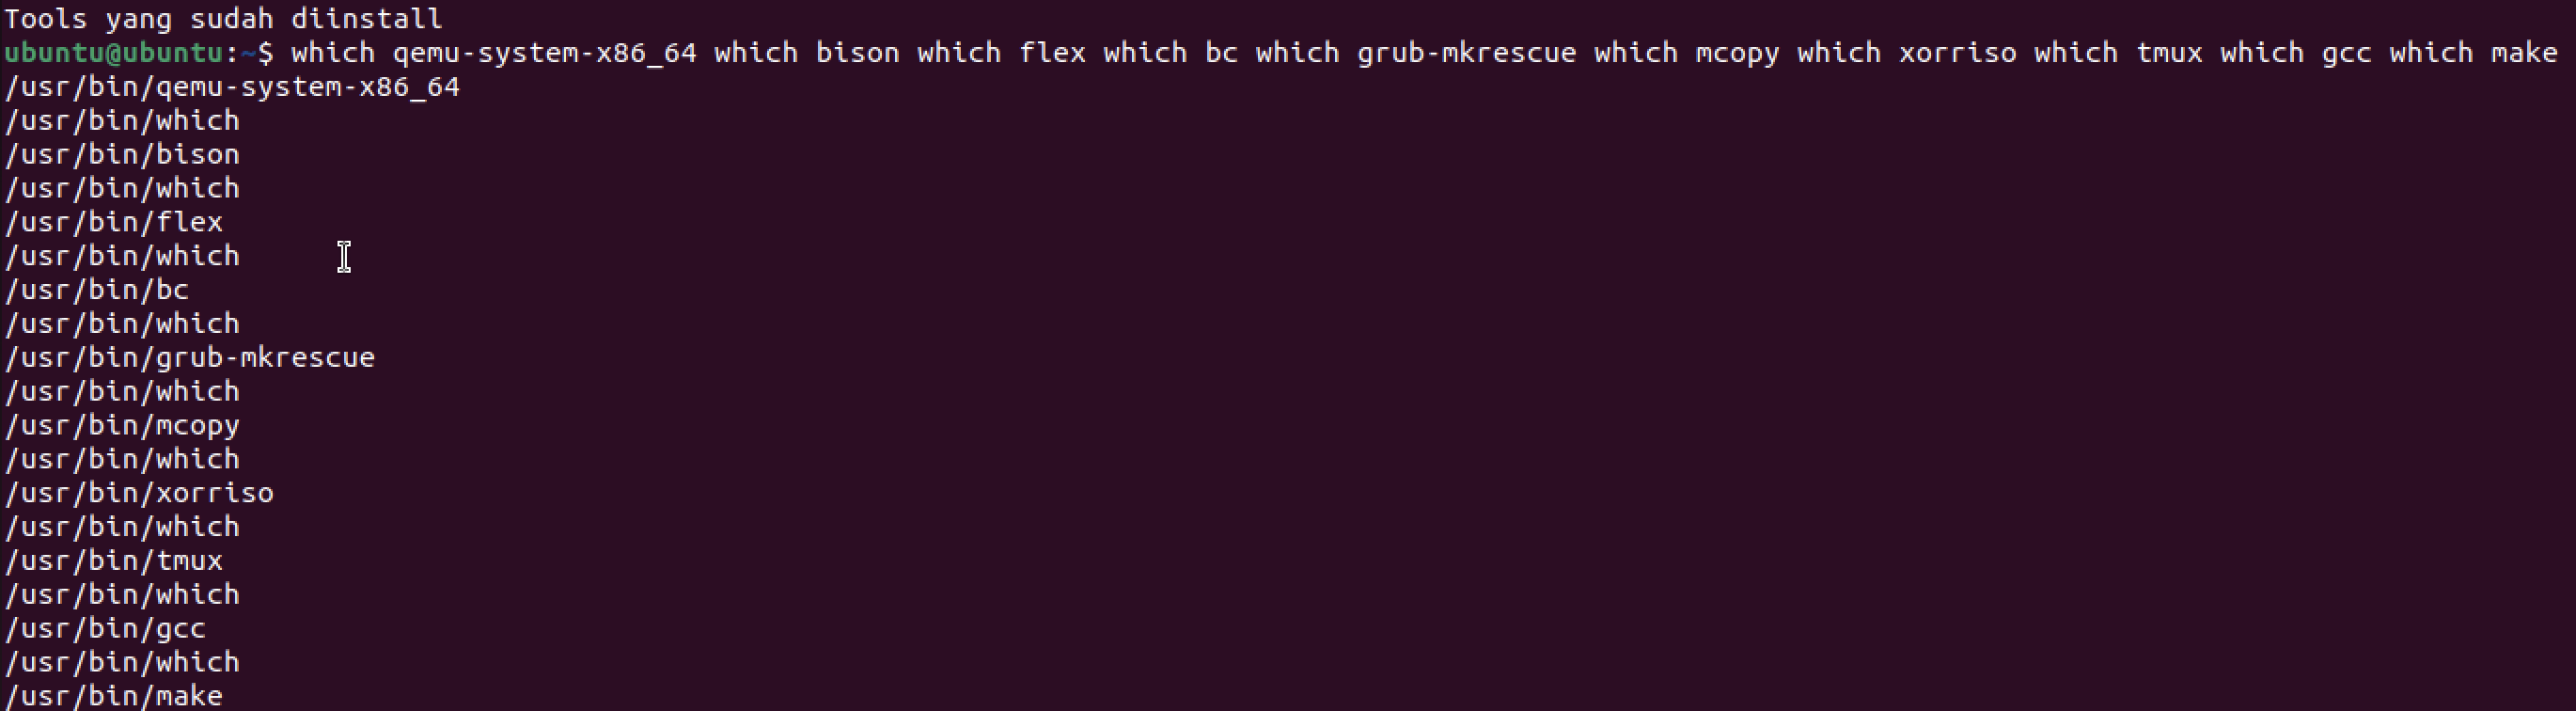 Tools yang sudah diinstall
ubuntu@ubuntu:~$ which qemu-system-x86_64 which bison which flex which bc which grub-mkrescue which mcopy which xorriso which tmux which gcc which make
/usr/bin/qemu-system-x86_64
/usr/bin/which
/usr/bin/bison
/usr/bin/which
/usr/bin/flex
/usr/bin/which
/usr/bin/bc
/usr/bin/which
/usr/bin/grub-mkrescue
/usr/bin/which
/usr/bin/mcopy
/usr/bin/which
/usr/bin/xorriso
/usr/bin/which
/usr/bin/tmux
/usr/bin/which
/usr/bin/gcc
/usr/bin/which
/usr/bin/make